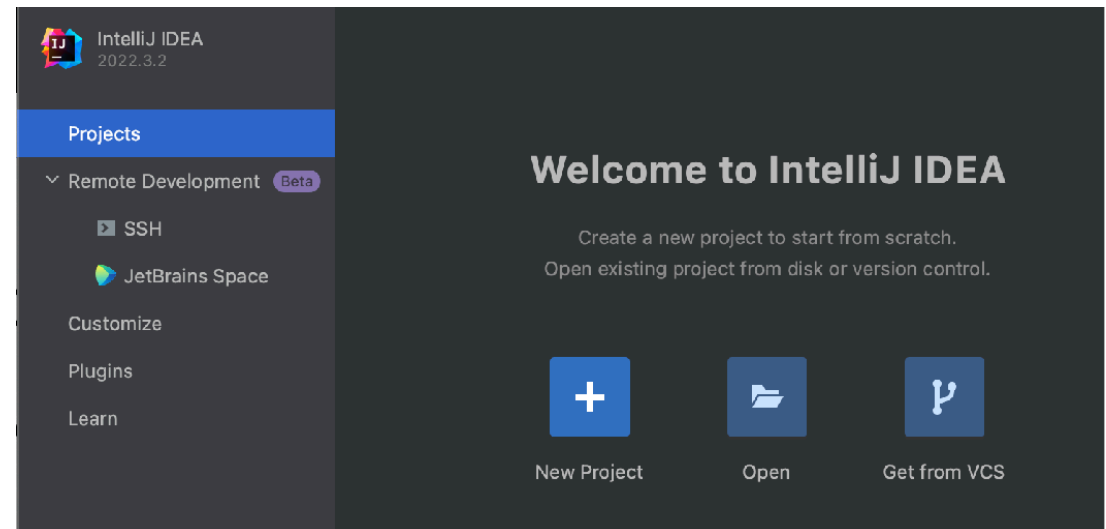 IJ
IntelliJ IDEA
2022.3.2
Projects
Remote Development Beta
SSH
JetBrains Space
Customize
Plugins
Learn
Welcome to IntelliJ IDEA
Create a new project to start from scratch.
Open existing project from disk or version control.
New Project
Open
Get from VCS